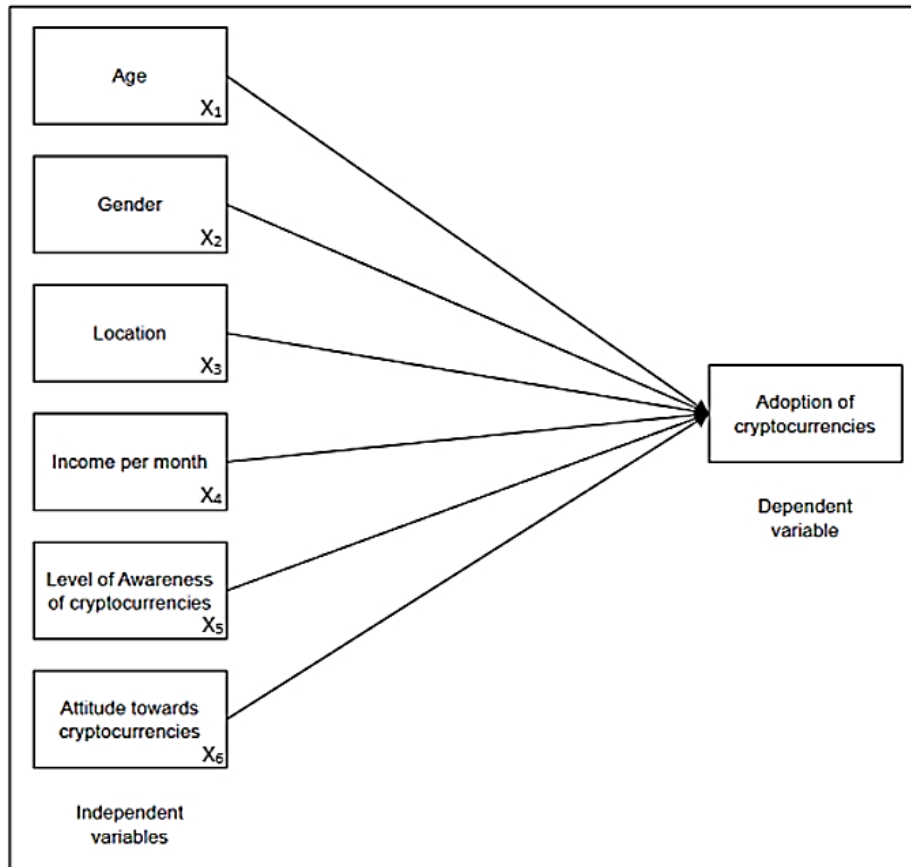 Age
X₁
Gender
X₂
Location
X₃
Income per month
X₄
Level of Awareness
of cryptocurrencies
X₅
Attitude towards
cryptocurrencies
X₆
Independent
variables
Adoption of
cryptocurrencies
Dependent
variable